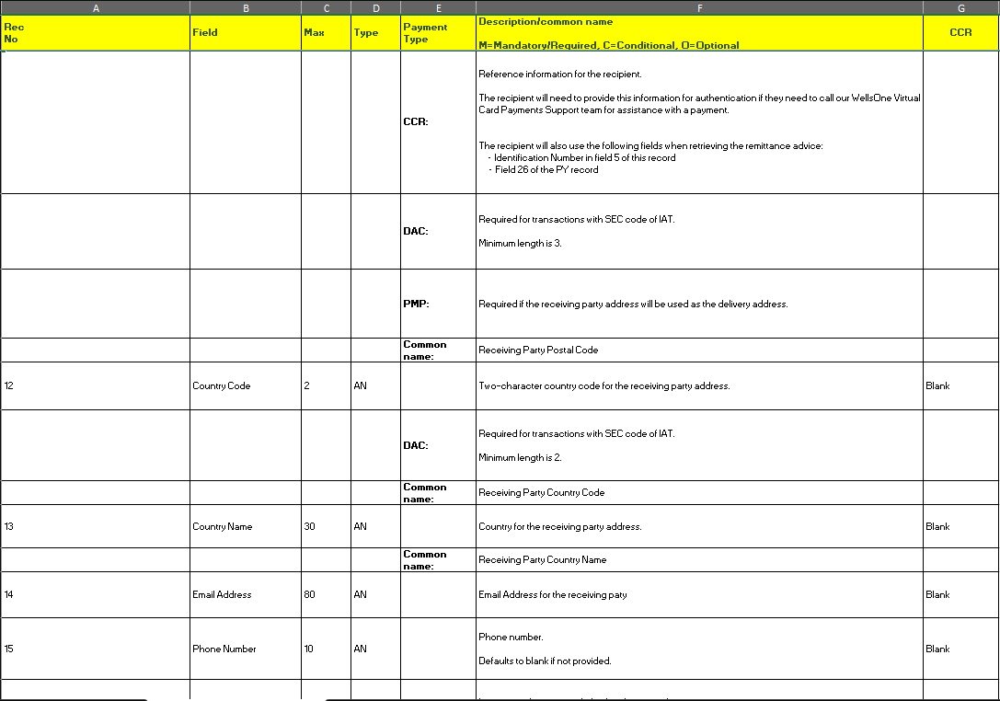 A B C D E F G
Rec No Field Max Type Payment Type Description/common name CCR
M=Mandatory/Required, C=Conditional, O=Optional
CCR:
Reference information for the recipient.
The recipient will need to provide this information for authentication if they need to call our WellsOne Virtual
Card Payments Support team for assistance with a payment.
The recipient will also use the following fields when retrieving the remittance advice:
- Identification Number in field 5 of this record
- Field 26 of the PY record
DAC:
Required for transactions with SEC code of IAT.
Minimum length is 3.
PMP: Required if the receiving party address will be used as the delivery address.
Common name: Receiving Party Postal Code
12 Country Code 2 AN Two-character country code for the receiving party address. Blank
DAC:
Required for transactions with SEC code of IAT.
Minimum length is 2.
Common name: Receiving Party Country Code
13 Country Name 30 AN Country for the receiving party address. Blank
Common name: Receiving Party Country Name
14 Email Address 80 AN Email Address for the receiving paty Blank
15 Phone Number 10 AN Phone number. Blank
Defaults to blank if not provided.